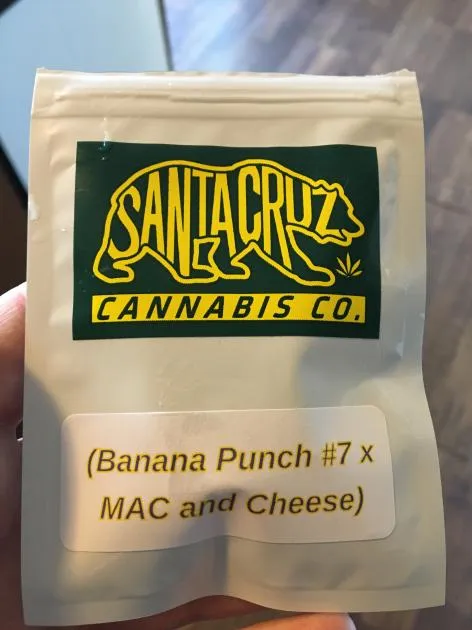 SANTACRUZ
CANNABIS CO.
(Banana Punch #7 x
MAC and Cheese)